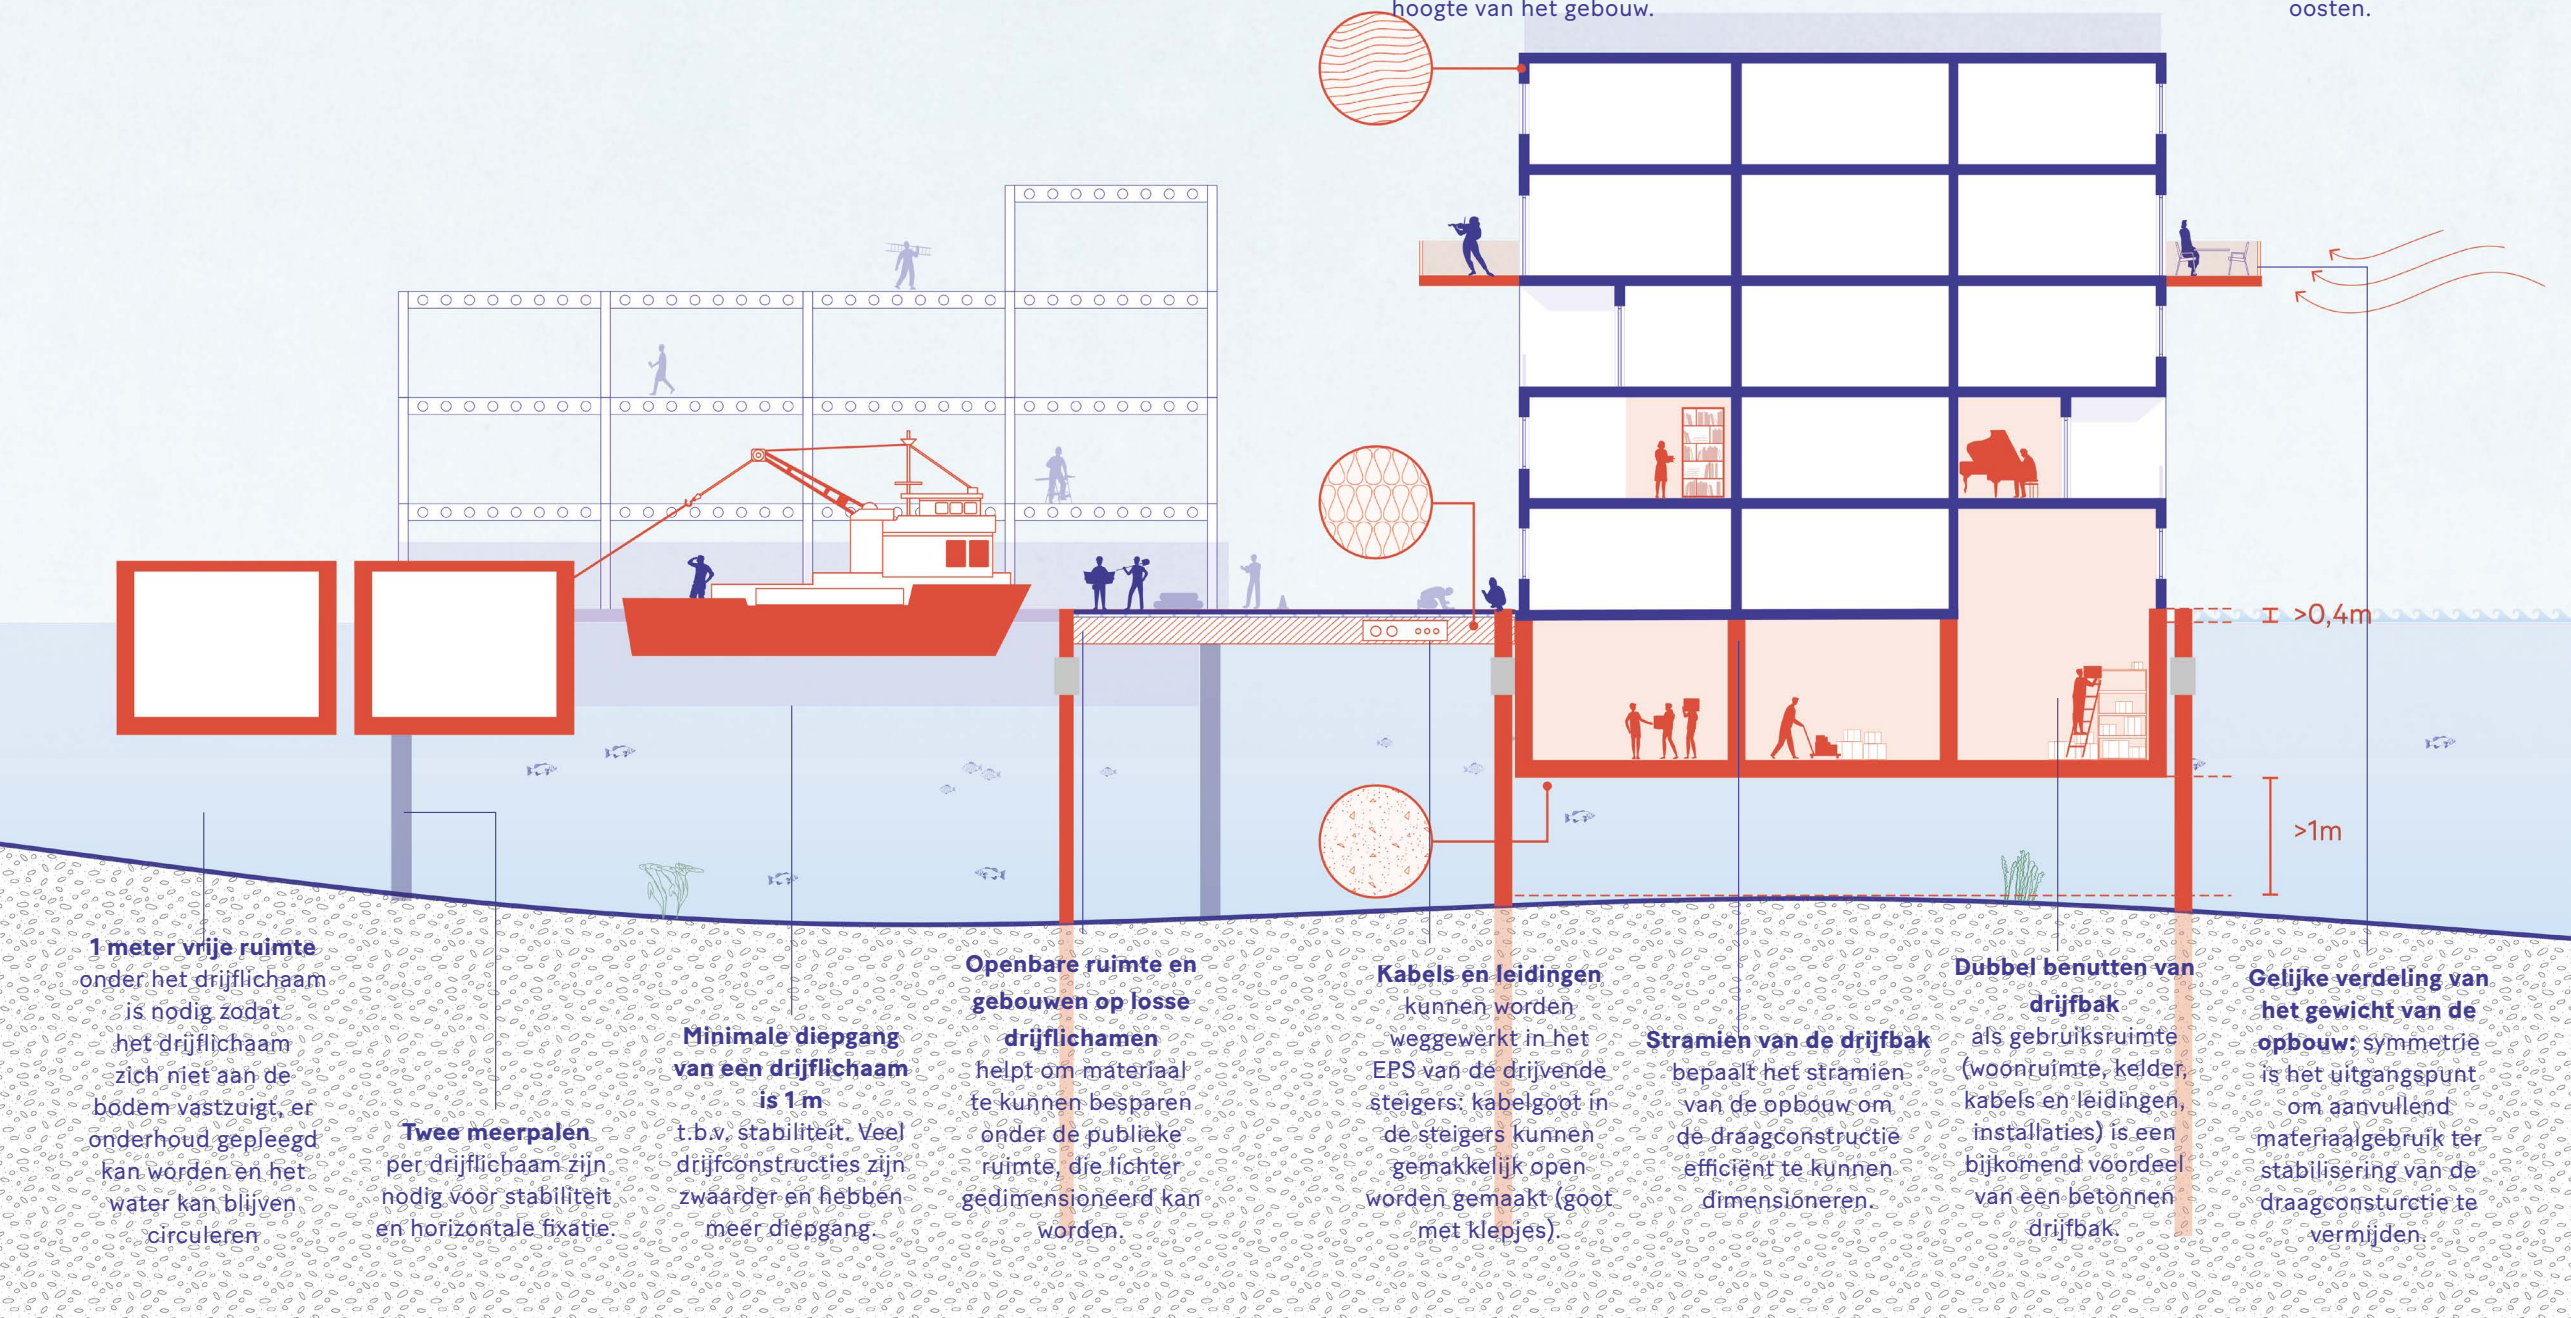 hoogte van het gebouw.
oosten.
>0,4m
>1m
1 meter vrije ruimte
onder het drijflichaam
is nodig zodat
het drijflichaam
zich niet aan de
bodem vastzuigt, er
onderhoud gepleegd
kan worden en het
water kan blijven
circuleren
Twee meerpalen
per drijflichaam zijn
nodig voor stabiliteit
en horizontale fixatie.
Minimale diepgang
van een drijflichaam
is 1 m
t.b.v. stabiliteit. Veel
drijfconstructies zijn
zwaarder en hebben
meer diepgang.
Openbare ruimte en
gebouwen op losse
drijflichamen
helpt om materiaal
te kunnen besparen
onder de publieke
ruimte, die lichter
gedimensioneerd kan
worden.
Kabels en leidingen
kunnen worden
weggewerkt in het
EPS van de drijvende
steigers: kabelgoot in
de steigers kunnen
gemakkelijk open
worden gemaakt (goot
met klepjes).
Stramien van de drijfbak
bepaalt het stramien
van de opbouw om
de draagconstructie
efficiënt te kunnen
dimensioneren.
Dubbel benutten van
drijfbak
als gebruiksruimte
(woonruimte, kelder,
kabels en leidingen,
installaties) is een
bijkomend voordeel
van een betonnen
drijfbak.
Gelijke verdeling van
het gewicht van de
opbouw: symmetrie
is het uitgangspunt
om aanvullend
materiaalgebruik ter
stabilisering van de
draagconsturctie te
vermijden.